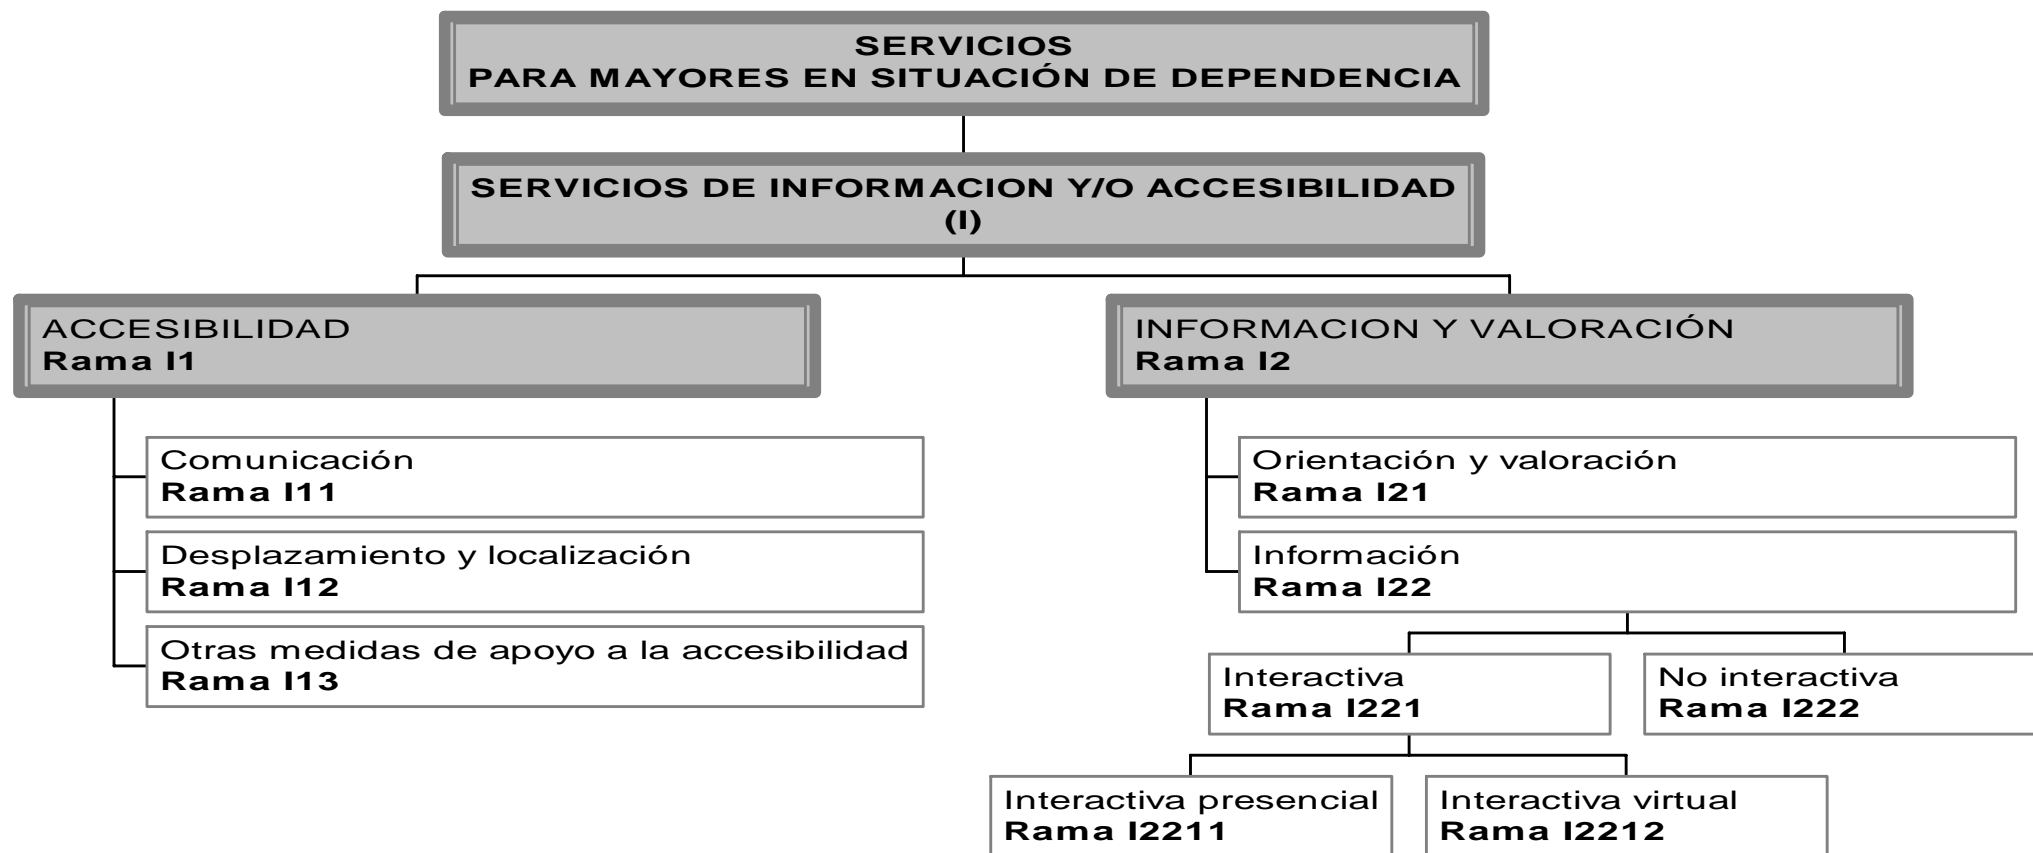 SERVICIOS
PARA MAYORES EN SITUACIÓN DE DEPENDENCIA
SERVICIOS DE INFORMACION Y/O ACCESIBILIDAD
(I)
ACCESIBILIDAD
Rama I1
Comunicación
Rama I11
Desplazamiento y localización
Rama I12
Otras medidas de apoyo a la accesibilidad
Rama I13
INFORMACION Y VALORACIÓN
Rama I2
Orientación y valoración
Rama I21
Información
Rama I22
Interactiva
Rama I221
No interactiva
Rama I222
Interactiva presencial
Rama I2211
Interactiva virtual
Rama I2212